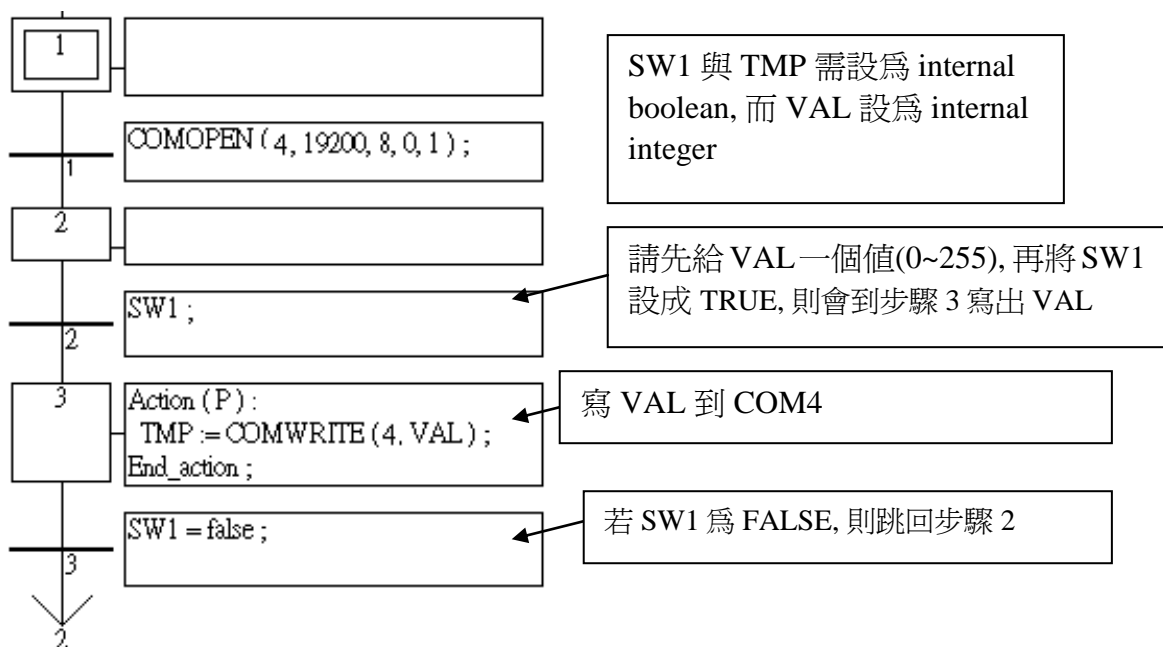 1
SW1 與 TMP 需設爲 internal
boolean, 而 VAL 設爲 internal
integer
COMOPEN ( 4, 19200, 8, 0, 1 ) ;
1
2
請先給 VAL 一個値(0~255), 再將 SW1
設成 TRUE, 則會到步驟 3 寫出 VAL
SW1 ;
2
3
Action ( P ) :
TMP := COMWRITE ( 4, VAL ) ;
End_action ;
寫 VAL 到 COM4
SW1 = false ;
若 SW1 爲 FALSE, 則跳回步驟 2
3
2